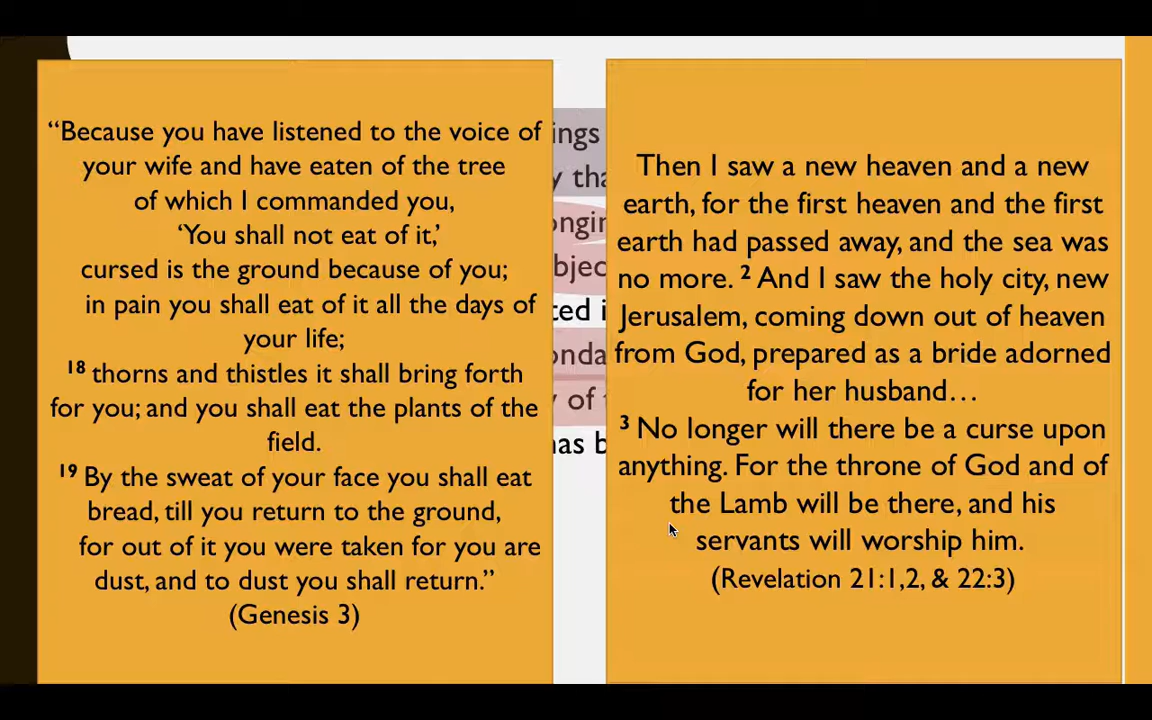 “Because you have listened to the voice of
your wife and have eaten of the tree
of which I commanded you,
‘You shall not eat of it,’
cursed is the ground because of you;
in pain you shall eat of it all the days of
your life;
18 thorns and thistles it shall bring forth
for you; and you shall eat the plants of the
field.
19 By the sweat of your face you shall eat
bread, till you return to the ground,
for out of it you were taken for you are
dust, and to dust you shall return.”
(Genesis 3)
Then I saw a new heaven and a new
earth, for the first heaven and the first
earth had passed away, and the sea was
no more. 2 And I saw the holy city, new
Jerusalem, coming down out of heaven
from God, prepared as a bride adorned
for her husband…
3 No longer will there be a curse upon
anything. For the throne of God and of
the Lamb will be there, and his
servants will worship him.
(Revelation 21:1,2, & 22:3)